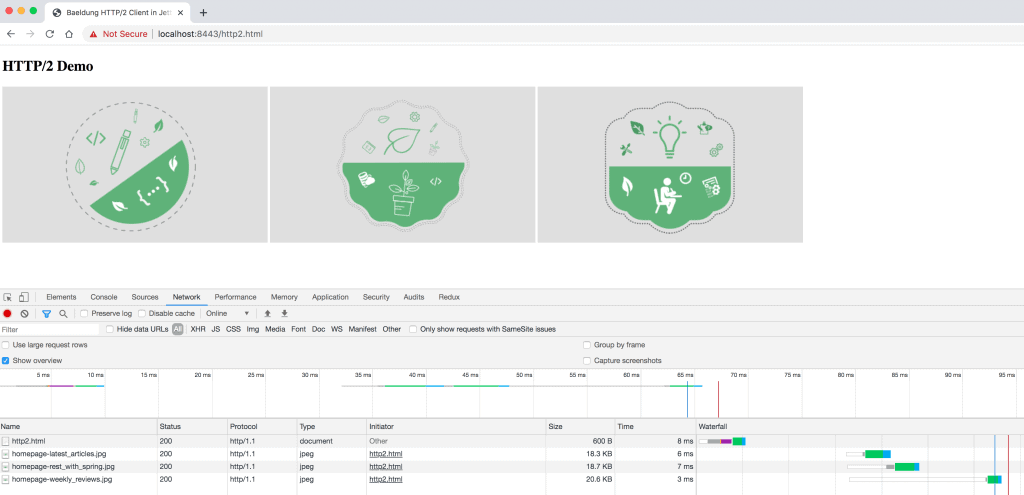 Baeldung HTTP/2 Client in Jett
Not Secure | localhost:8443/http2.html
HTTP/2 Demo
</> {...}
</>
Elements Console Sources Network Performance Memory Application Security Audits Redux
Preserve log Disable cache Online
Filter Hide data URLs All XHR JS CSS Img Media Font Doc WS Manifest Other Only show requests with SameSite issues
Use large request rows Group by frame
Show overview Capture screenshots
5 ms 10 ms 15 ms 20 ms 25 ms 30 ms 35 ms 40 ms 45 ms 50 ms 55 ms 60 ms 65 ms 70 ms 75 ms 80 ms 85 ms 90 ms 95 ms
Name Status Protocol Type Initiator Size Time Waterfall
http2.html 200 http/1.1 document Other 600 B 8 ms
homepage-latest_articles.jpg 200 http/1.1 jpeg http2.html 18.3 KB 6 ms
homepage-rest_with_spring.jpg 200 http/1.1 jpeg http2.html 18.7 KB 7 ms
homepage-weekly_reviews.jpg 200 http/1.1 jpeg http2.html 20.6 KB 3 ms